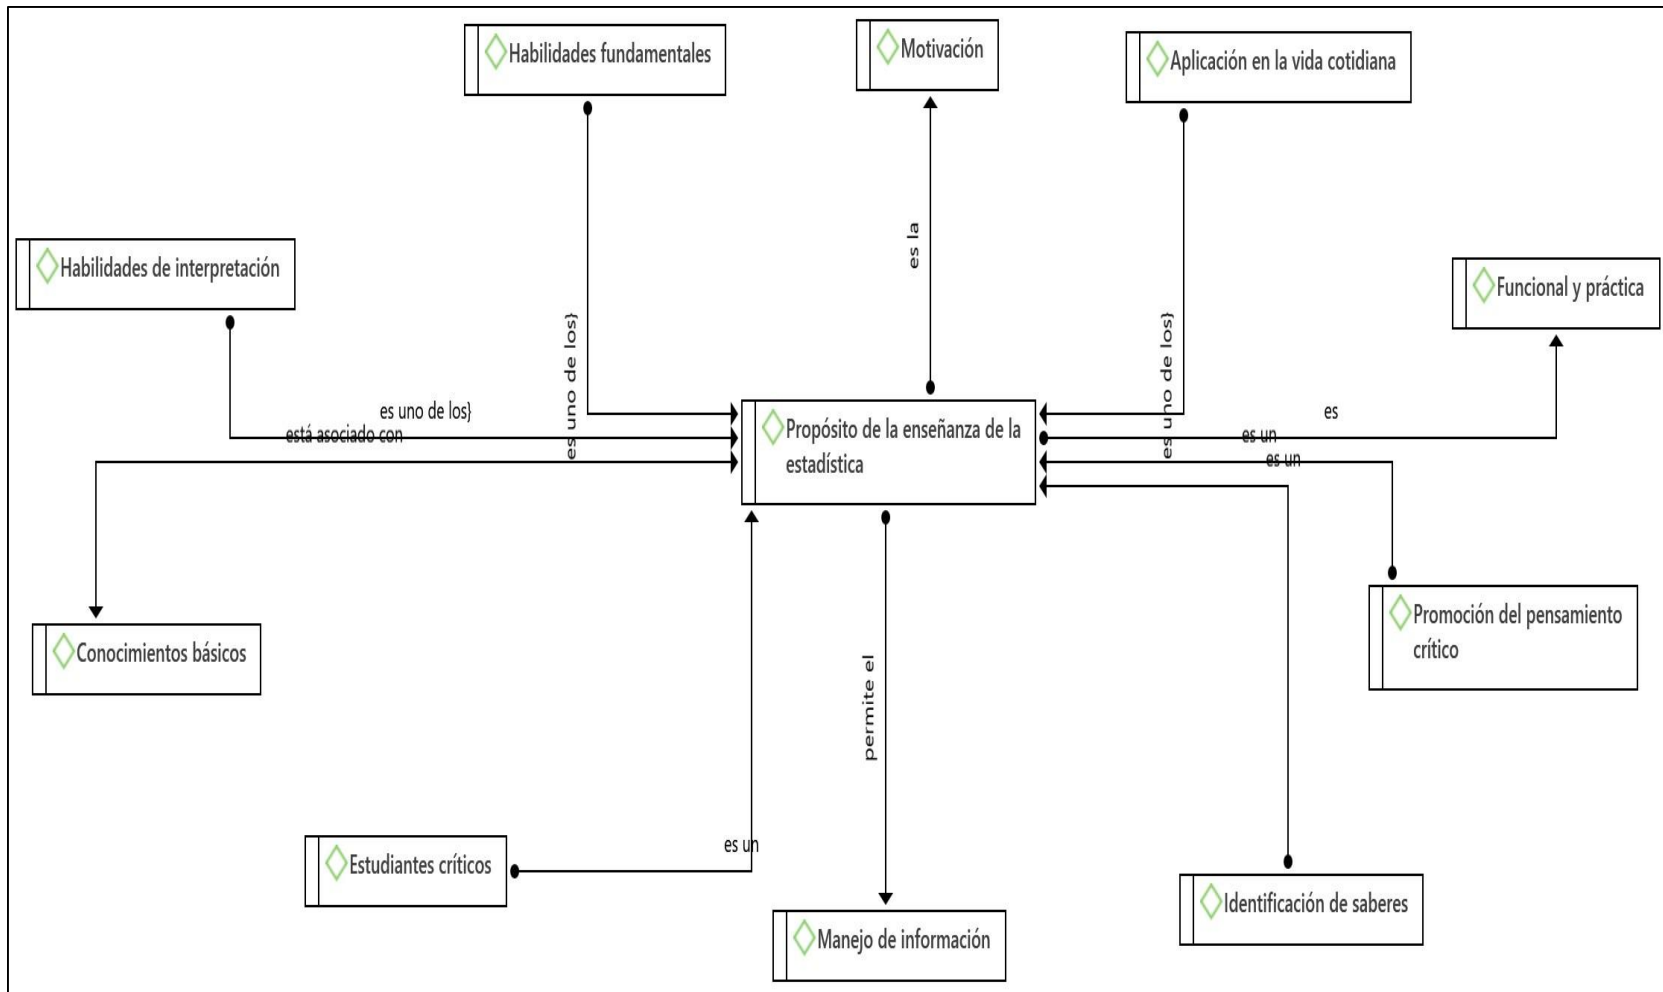 Habilidades fundamentales
Motivación
Aplicación en la vida cotidiana
es la
Habilidades de interpretación
Funcional y práctica
es uno de los}
es uno de los}
es uno de los}
es
está asociado con
es un
es un
Propósito de la enseñanza de la
estadística
Promoción del pensamiento
crítico
Conocimientos básicos
permite el
es un
Estudiantes críticos
Identificación de saberes
Manejo de información